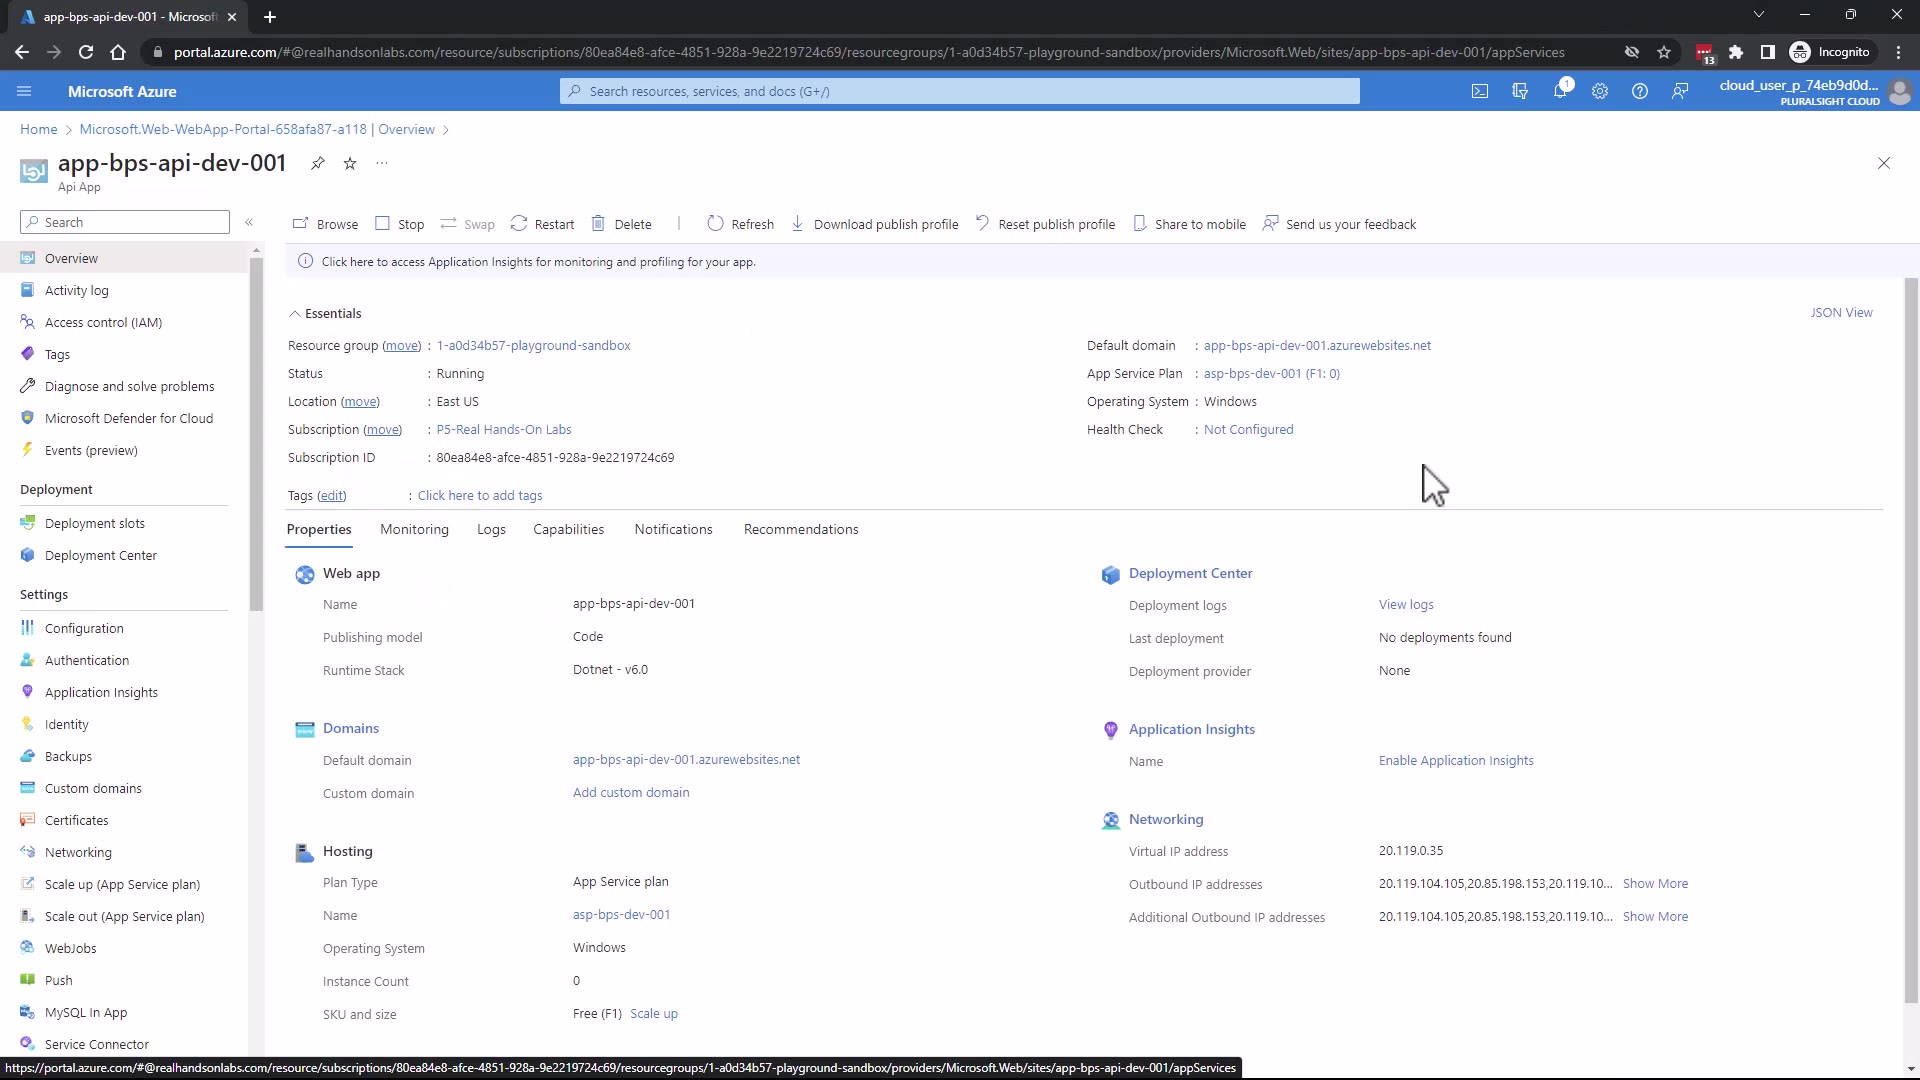 app-bps-api-dev-001 - Microsoft
portal.azure.com/#@realhandsonlabs.com/resource/subscriptions/80ea84e8-afce-4851-928a-9e2219724c69/resourcegroups/1-a0d34b57-playground-sandbox/providers/Microsoft.Web/sites/app-bps-api-dev-001/appServices
13
Incognito
Microsoft Azure
Search resources, services, and docs (G+/)
1
cloud_user_p_74eb9d0d...
PLURALSIGHT CLOUD
Home > Microsoft.Web-WebApp-Portal-658afa87-a118 | Overview >
app-bps-api-dev-001
Api App
Search
Browse Stop Swap Restart Delete | Refresh Download publish profile Reset publish profile Share to mobile Send us your feedback
Click here to access Application Insights for monitoring and profiling for your app.
Overview
Activity log
Access control (IAM)
Tags
Diagnose and solve problems
Microsoft Defender for Cloud
Events (preview)
Deployment
Deployment slots
Deployment Center
Settings
Configuration
Authentication
Application Insights
Identity
Backups
Custom domains
Certificates
Networking
Scale up (App Service plan)
Scale out (App Service plan)
WebJobs
Push
MySQL In App
Service Connector
Essentials
JSON View
Resource group (move) : 1-a0d34b57-playground-sandbox
Status : Running
Location (move) : East US
Subscription (move) : P5-Real Hands-On Labs
Subscription ID : 80ea84e8-afce-4851-928a-9e2219724c69
Tags (edit) : Click here to add tags
Default domain : app-bps-api-dev-001.azurewebsites.net
App Service Plan : asp-bps-dev-001 (F1: 0)
Operating System : Windows
Health Check : Not Configured
Properties Monitoring Logs Capabilities Notifications Recommendations
Web app
Name app-bps-api-dev-001
Publishing model Code
Runtime Stack Dotnet - v6.0
Domains
Default domain app-bps-api-dev-001.azurewebsites.net
Custom domain Add custom domain
Hosting
Plan Type App Service plan
Name asp-bps-dev-001
Operating System Windows
Instance Count 0
SKU and size Free (F1) Scale up
Deployment Center
Deployment logs View logs
Last deployment No deployments found
Deployment provider None
Application Insights
Name Enable Application Insights
Networking
Virtual IP address 20.119.0.35
Outbound IP addresses 20.119.104.105,20.85.198.153,20.119.10... Show More
Additional Outbound IP addresses 20.119.104.105,20.85.198.153,20.119.10... Show More
https://portal.azure.com/#@realhandsonlabs.com/resource/subscriptions/80ea84e8-afce-4851-928a-9e2219724c69/resourcegroups/1-a0d34b57-playground-sandbox/providers/Microsoft.Web/sites/app-bps-api-dev-001/appServices